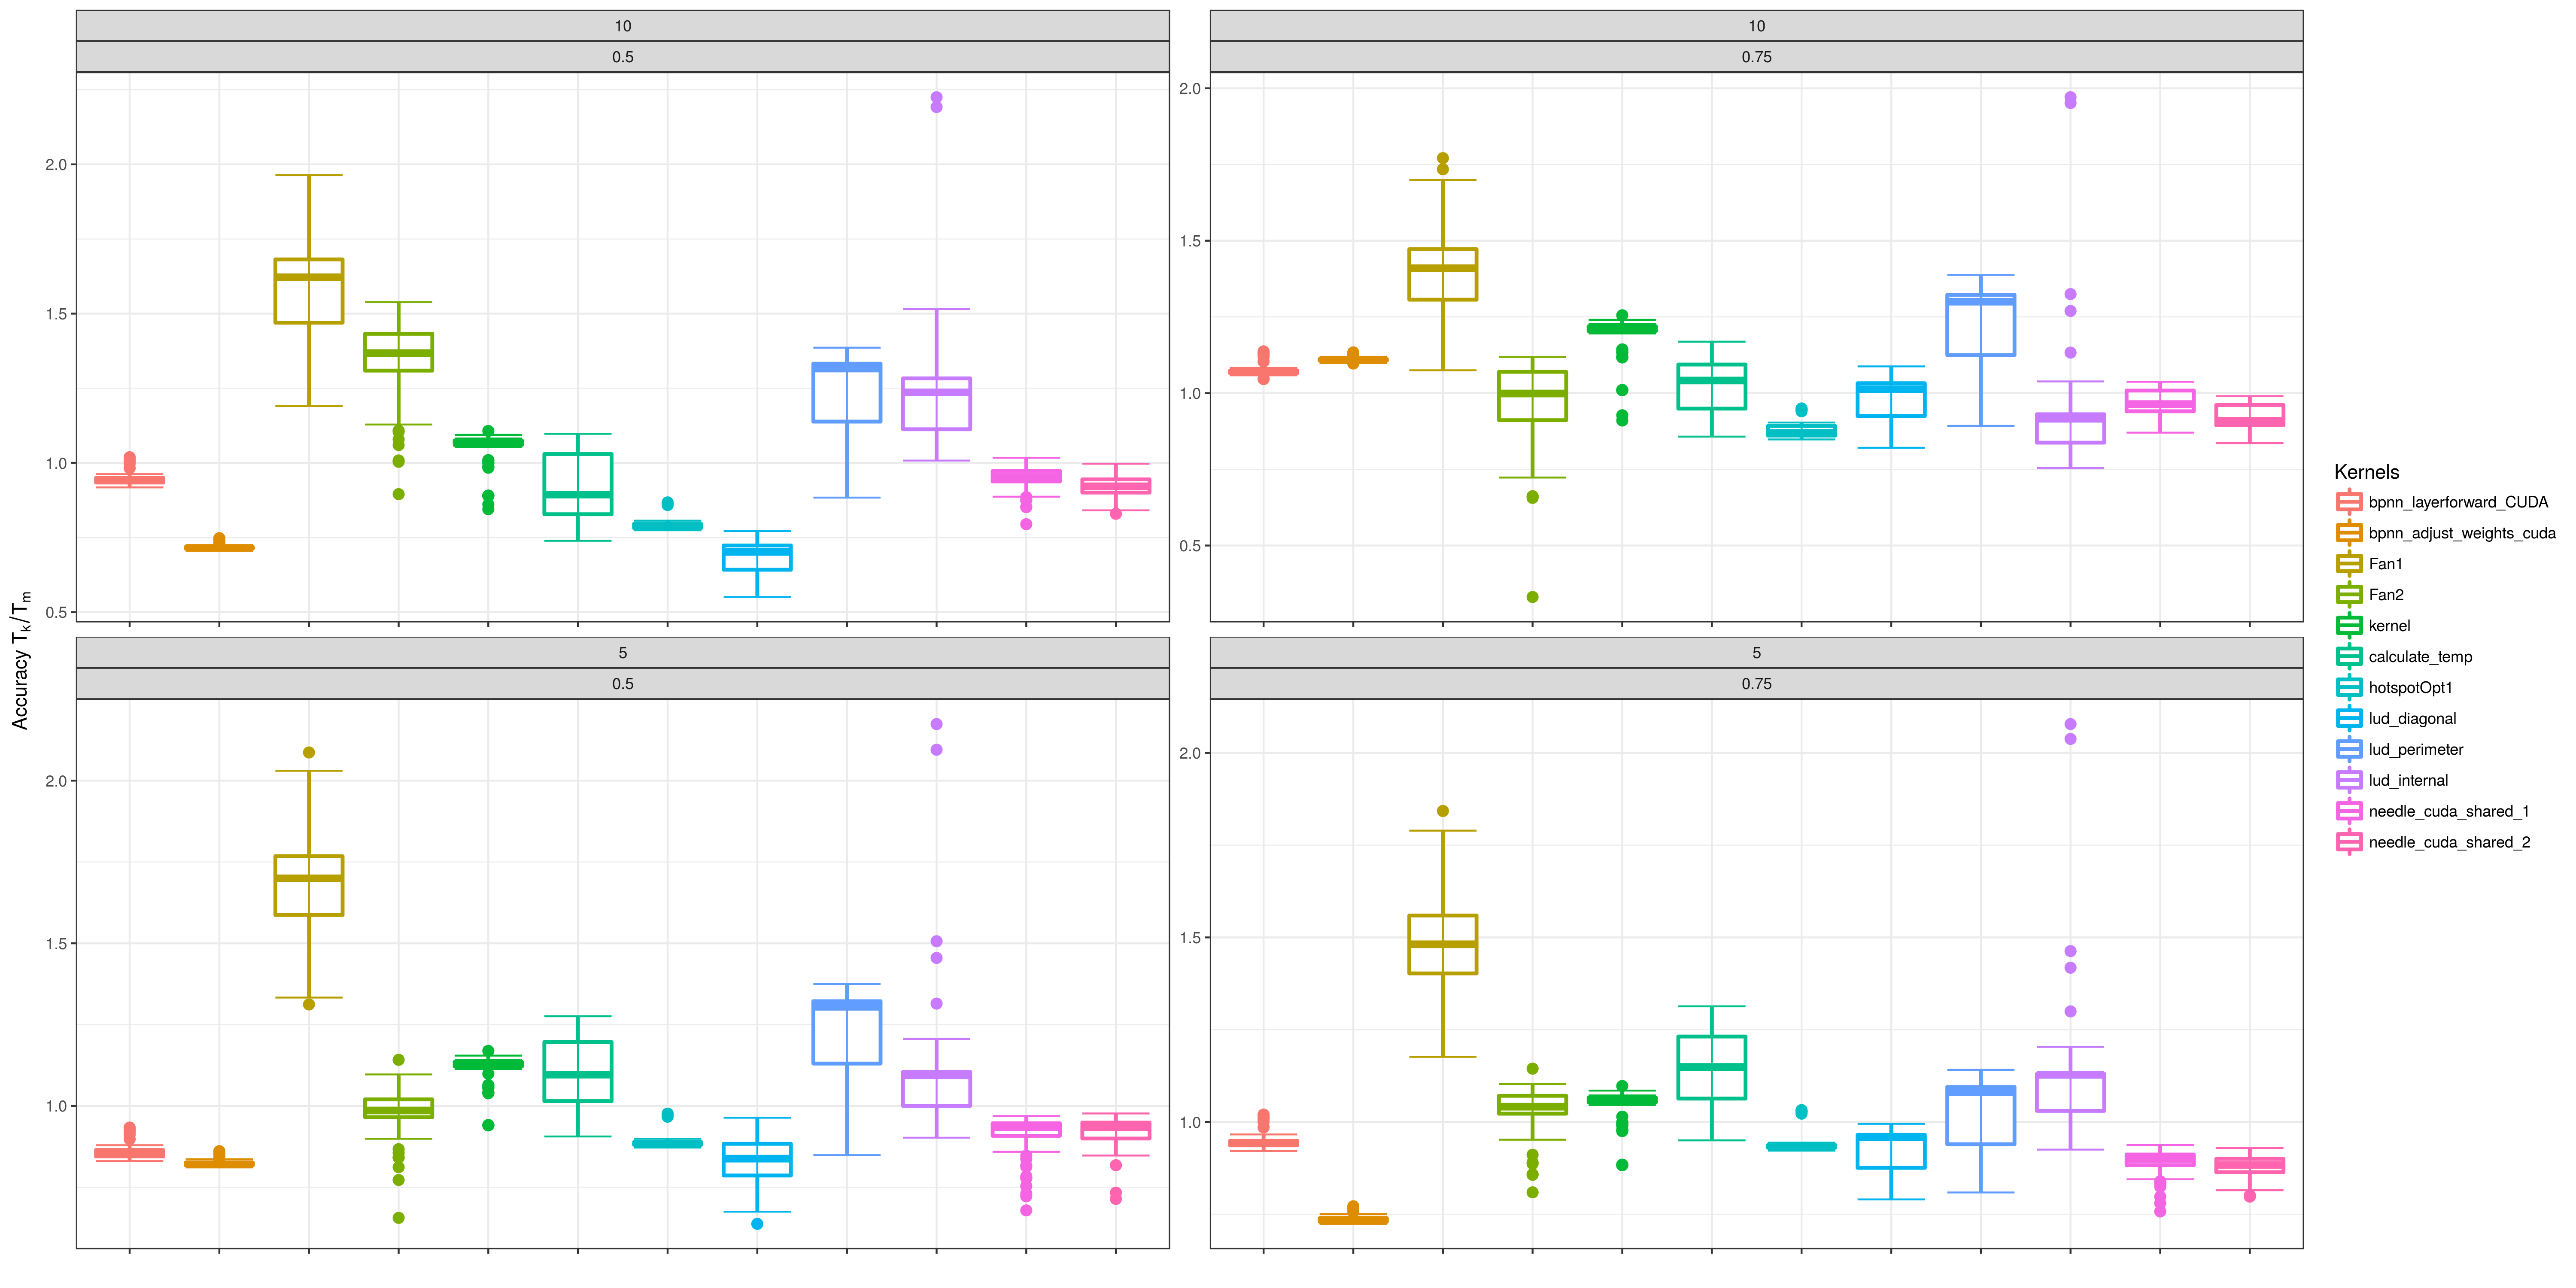 10
0.5
2.0
1.5
1.0
0.5
10
0.75
2.0
1.5
1.0
0.5
5
0.5
2.0
1.5
1.0
5
0.75
2.0
1.5
1.0
Accuracy Tk/Tm
Kernels
bpnn_layerforward_CUDA
bpnn_adjust_weights_cuda
Fan1
Fan2
kernel
calculate_temp
hotspotOpt1
lud_diagonal
lud_perimeter
lud_internal
needle_cuda_shared_1
needle_cuda_shared_2